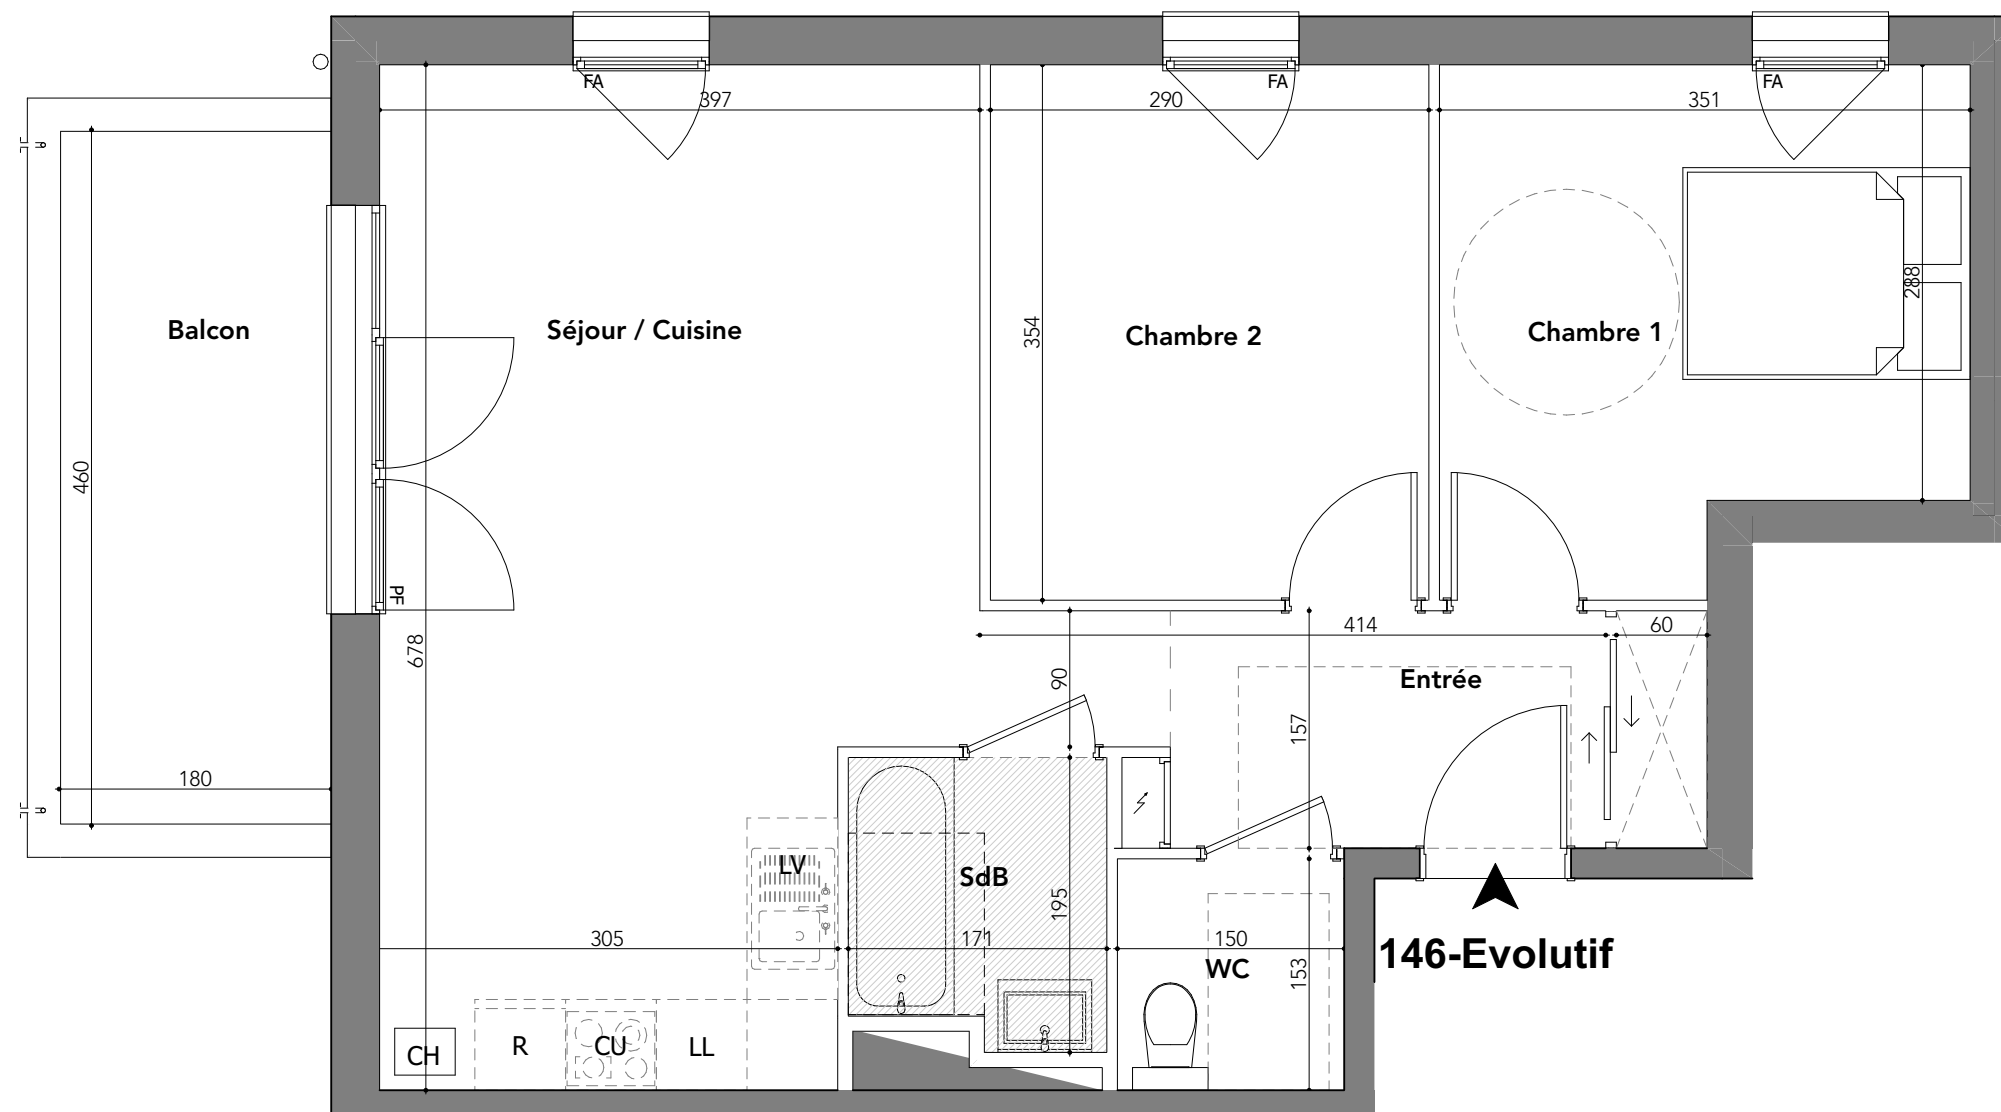 FA
FA
FA
397
290
351
288
Balcon
Séjour / Cuisine
354
Chambre 2
Chambre 1
460
PF
678
414
60
90
Entrée
157
180
LV
SdB
195
305
171
150
WC
153
146-Evolutif
CH
R
CU
LL